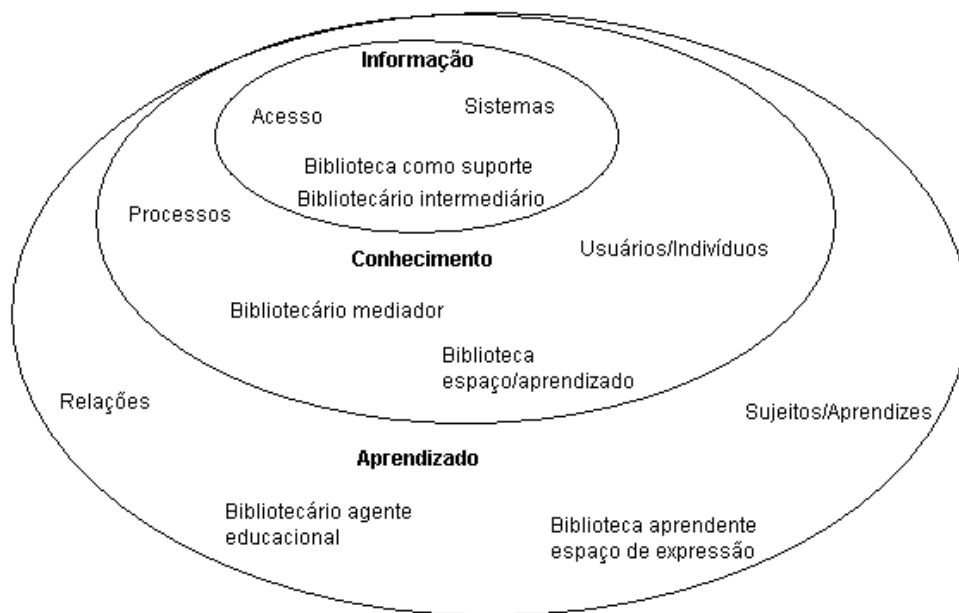 Informação
Acesso
Sistemas
Biblioteca como suporte
Bibliotecário intermediário
Processos
Conhecimento
Usuários/Indivíduos
Bibliotecário mediador
Biblioteca
espaço/aprendizado
Relações
Sujeitos/Aprendizes
Aprendizado
Bibliotecário agente
educacional
Biblioteca aprendente
espaço de expressão